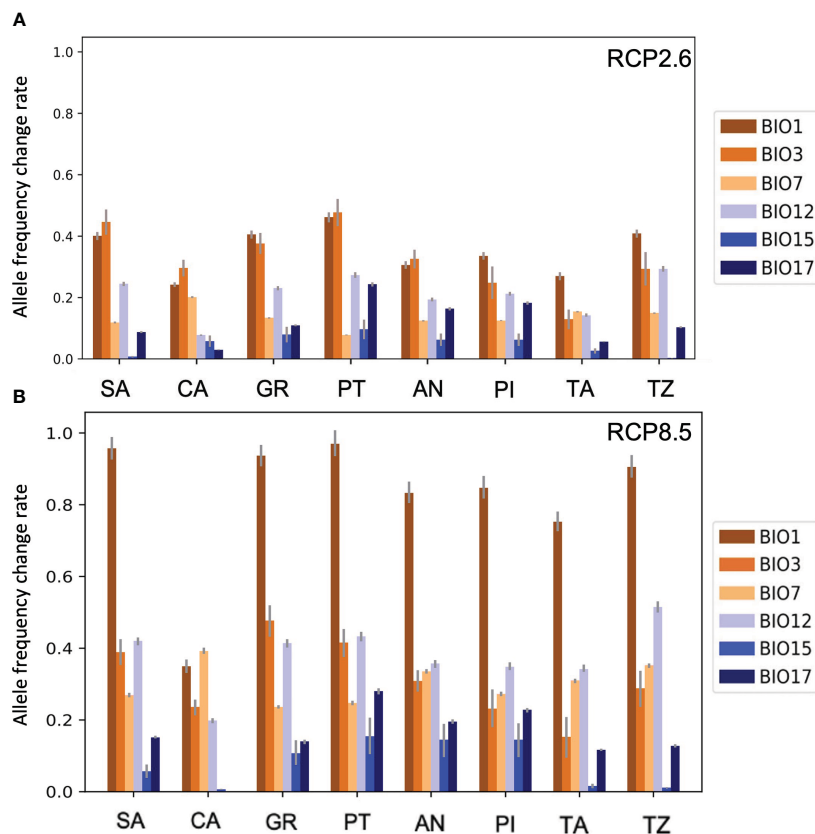 A
RCP2.6
Allele frequency change rate
1.0
0.8
0.6
0.4
0.2
0.0
SA CA GR PT AN PI TA TZ
BIO1
BIO3
BIO7
BIO12
BIO15
BIO17
B
RCP8.5
Allele frequency change rate
1.0
0.8
0.6
0.4
0.2
0.0
SA CA GR PT AN PI TA TZ
BIO1
BIO3
BIO7
BIO12
BIO15
BIO17